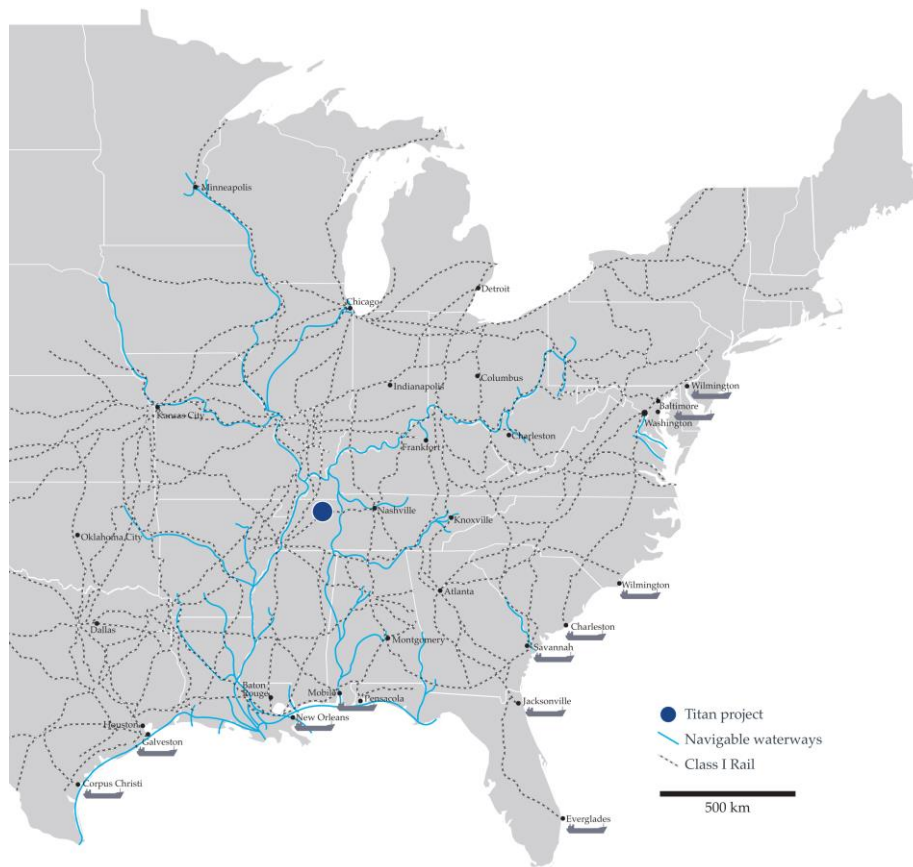 Minneapolis
Detroit
Chicago
Indianapolis
Columbus
Wilmington
Baltimore
Washington
Kansas City
Charleston
Frankfort
Nashville
Knoxville
Oklahoma City
Wilmington
Atlanta
Charleston
Dallas
Montgomery
Savannah
Baton
Rouge
Mobile
Pensacola
Jacksonville
New Orleans
Houston
Galveston
Corpus Christi
Everglades
Titan project
Navigable waterways
Class I Rail
500 km